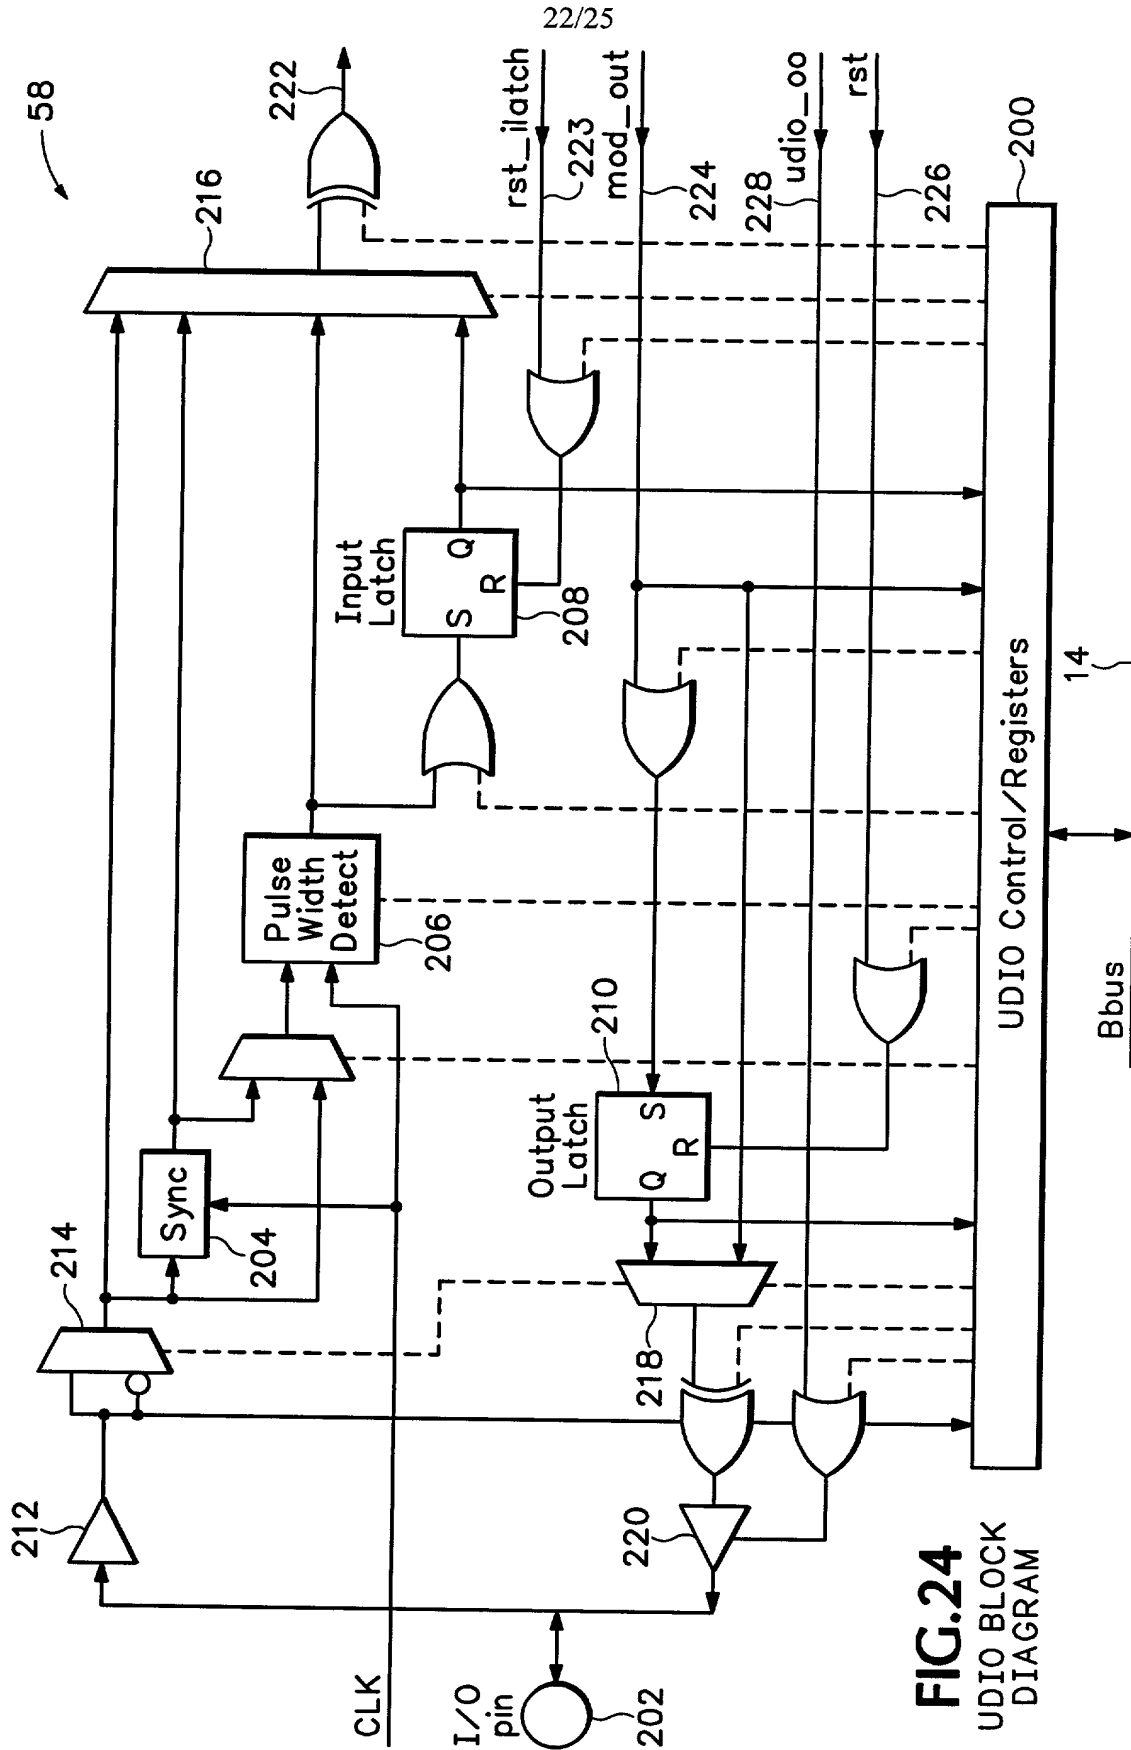 22/25
58
222
216
rst_ilatch
223
mod_out
224
udio_oo
228
rst
226
200
Input
Latch
S
Q
R
208
Pulse
Width
Detect
206
Sync
204
214
212
Output
Latch
210
S
Q
R
218
220
UDIO Control/Registers
14
Bbus
CLK
I/O
pin
202
FIG.24
UDIO BLOCK
DIAGRAM